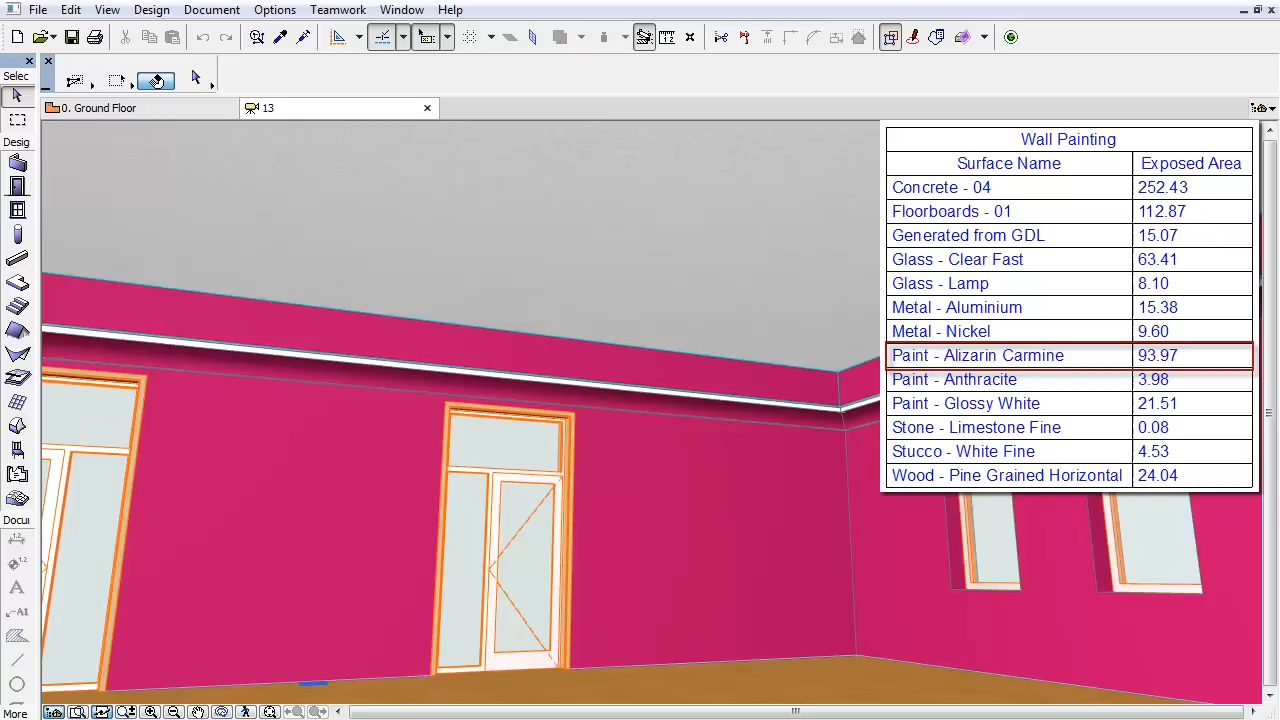 File Edit View Design Document Options Teamwork Window Help
Selec
0. Ground Floor
13
Desig
Wall Painting
Surface Name Exposed Area
Concrete - 04 252.43
Floorboards - 01 112.87
Generated from GDL 15.07
Glass - Clear Fast 63.41
Glass - Lamp 8.10
Metal - Aluminium 15.38
Metal - Nickel 9.60
Paint - Alizarin Carmine 93.97
Paint - Anthracite 3.98
Paint - Glossy White 21.51
Stone - Limestone Fine 0.08
Stucco - White Fine 4.53
Wood - Pine Grained Horizontal 24.04
Docui
1.2
A
A1
More